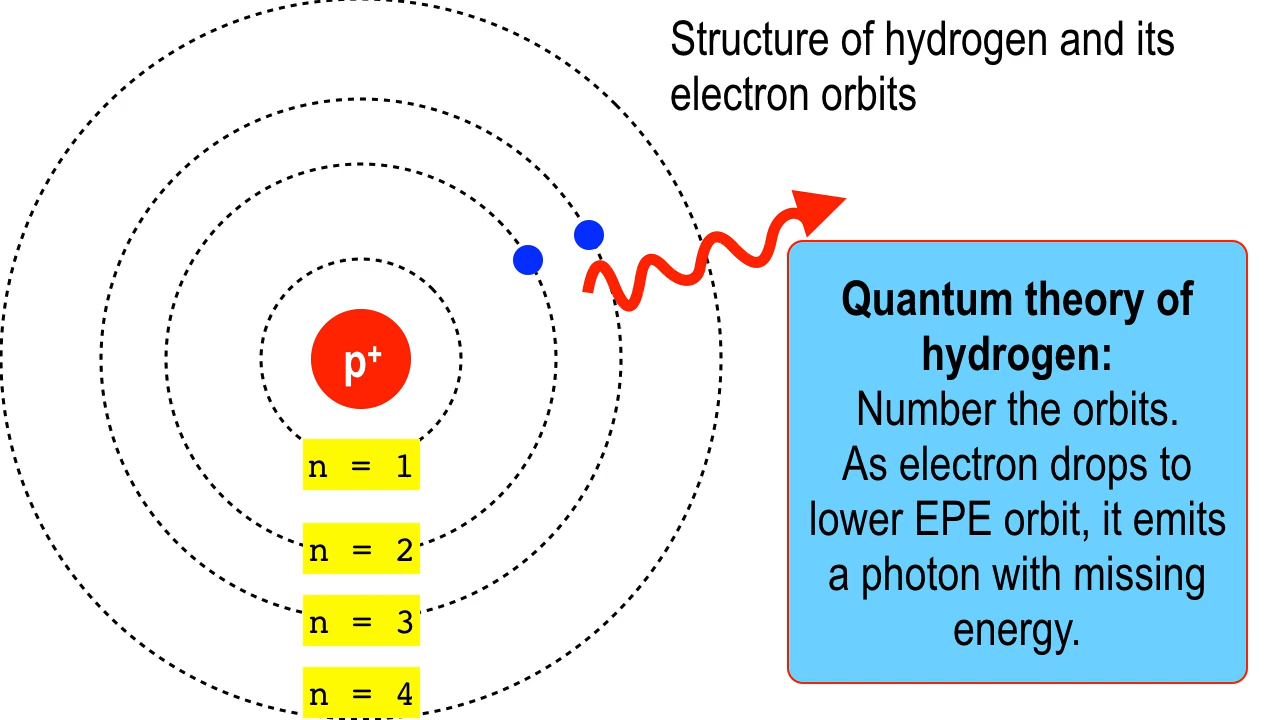 Structure of hydrogen and its
electron orbits
p⁺
n = 1
n = 2
n = 3
n = 4
Quantum theory of
hydrogen:
Number the orbits.
As electron drops to
lower EPE orbit, it emits
a photon with missing
energy.